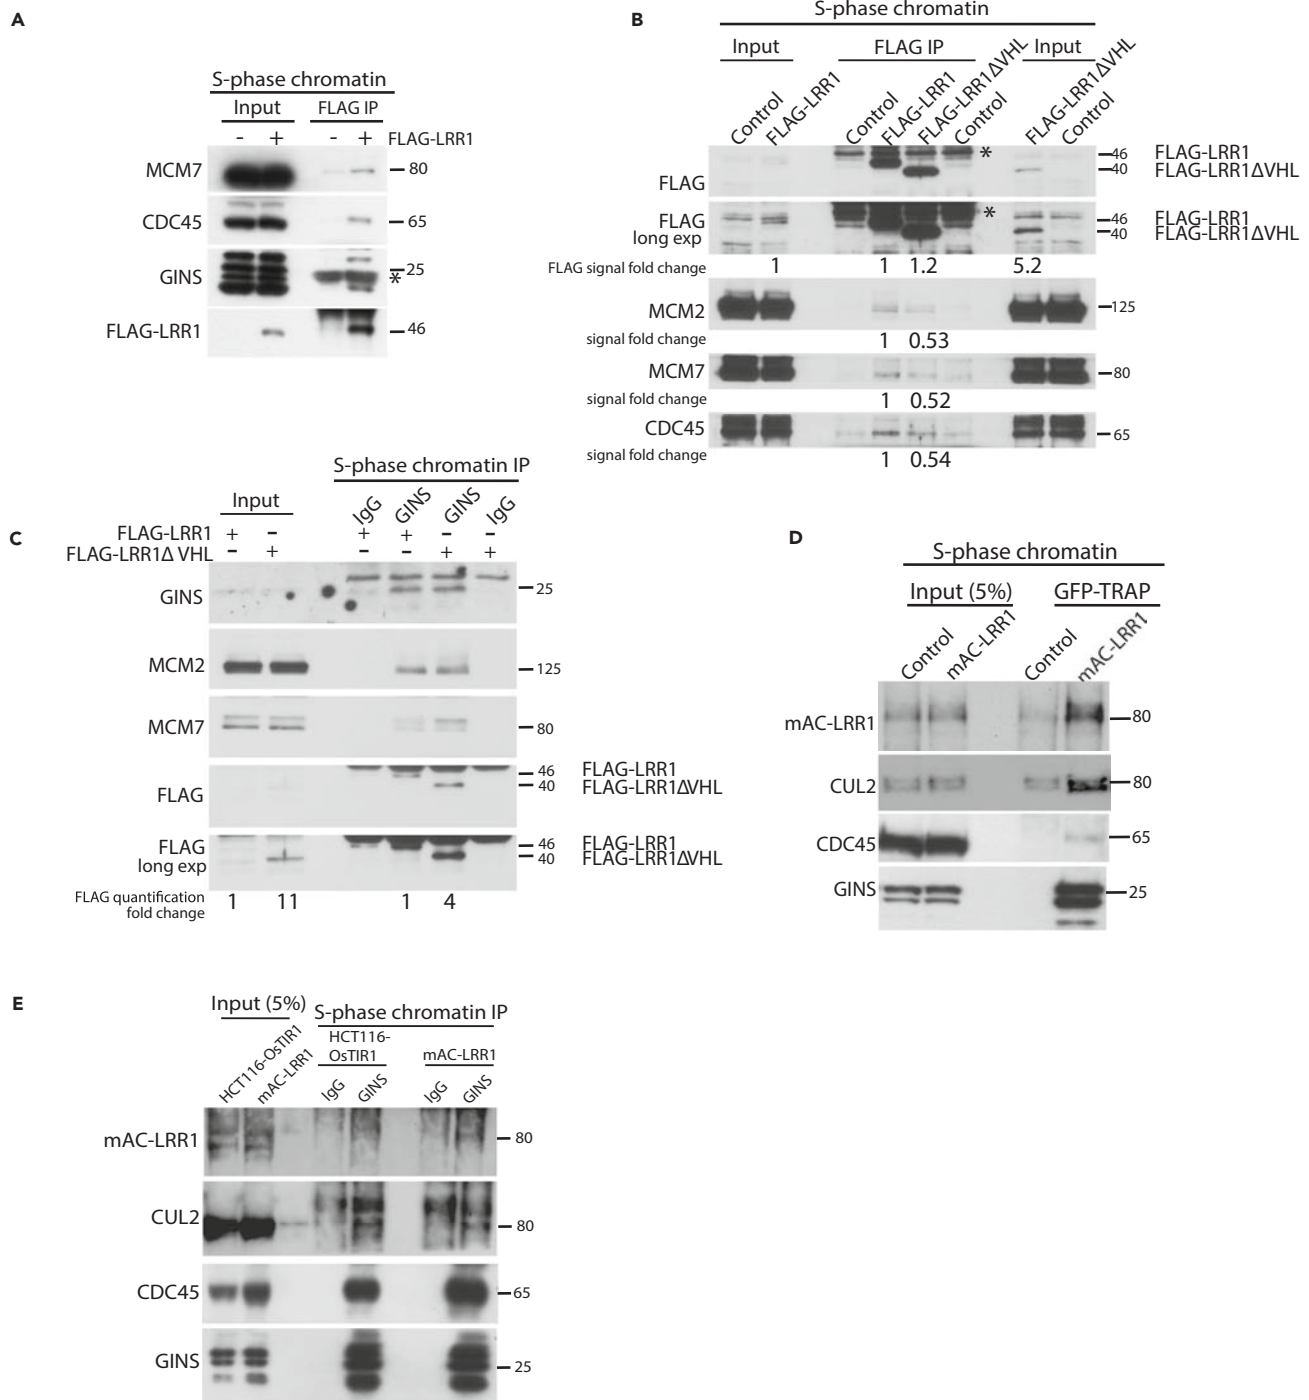 A
S-phase chromatin
Input FLAG IP
- + - + FLAG-LRR1
MCM7 80
CDC45 65
GINS 25
*
FLAG-LRR1 46
B
S-phase chromatin
Input FLAG IP Input
Control FLAG-LRR1 Control FLAG-LRR1 FLAG-LRR1ΔVHL Control FLAG-LRR1ΔVHL Control
FLAG * 46 FLAG-LRR1
40 FLAG-LRR1ΔVHL
FLAG * 46 FLAG-LRR1
long exp 40 FLAG-LRR1ΔVHL
FLAG signal fold change 1 1 1.2 5.2
MCM2 125
signal fold change 1 0.53
MCM7 80
signal fold change 1 0.52
CDC45 65
signal fold change 1 0.54
C
S-phase chromatin IP
Input IgG GINS GINS IgG
FLAG-LRR1 + - + + - -
FLAG-LRR1Δ VHL - + - - + +
GINS 25
MCM2 125
MCM7 80
FLAG 46 FLAG-LRR1
40 FLAG-LRR1ΔVHL
FLAG 46 FLAG-LRR1
long exp 40 FLAG-LRR1ΔVHL
FLAG quantification
fold change 1 11 1 4
D
S-phase chromatin
Input (5%) GFP-TRAP
Control mAC-LRR1 Control mAC-LRR1
mAC-LRR1 80
CUL2 80
CDC45 65
GINS 25
E
Input (5%) S-phase chromatin IP
HCT116-OsTIR1 mAC-LRR1 HCT116-
OsTIR1 mAC-LRR1
IgG GINS IgG GINS
mAC-LRR1 80
CUL2 80
CDC45 65
GINS 25